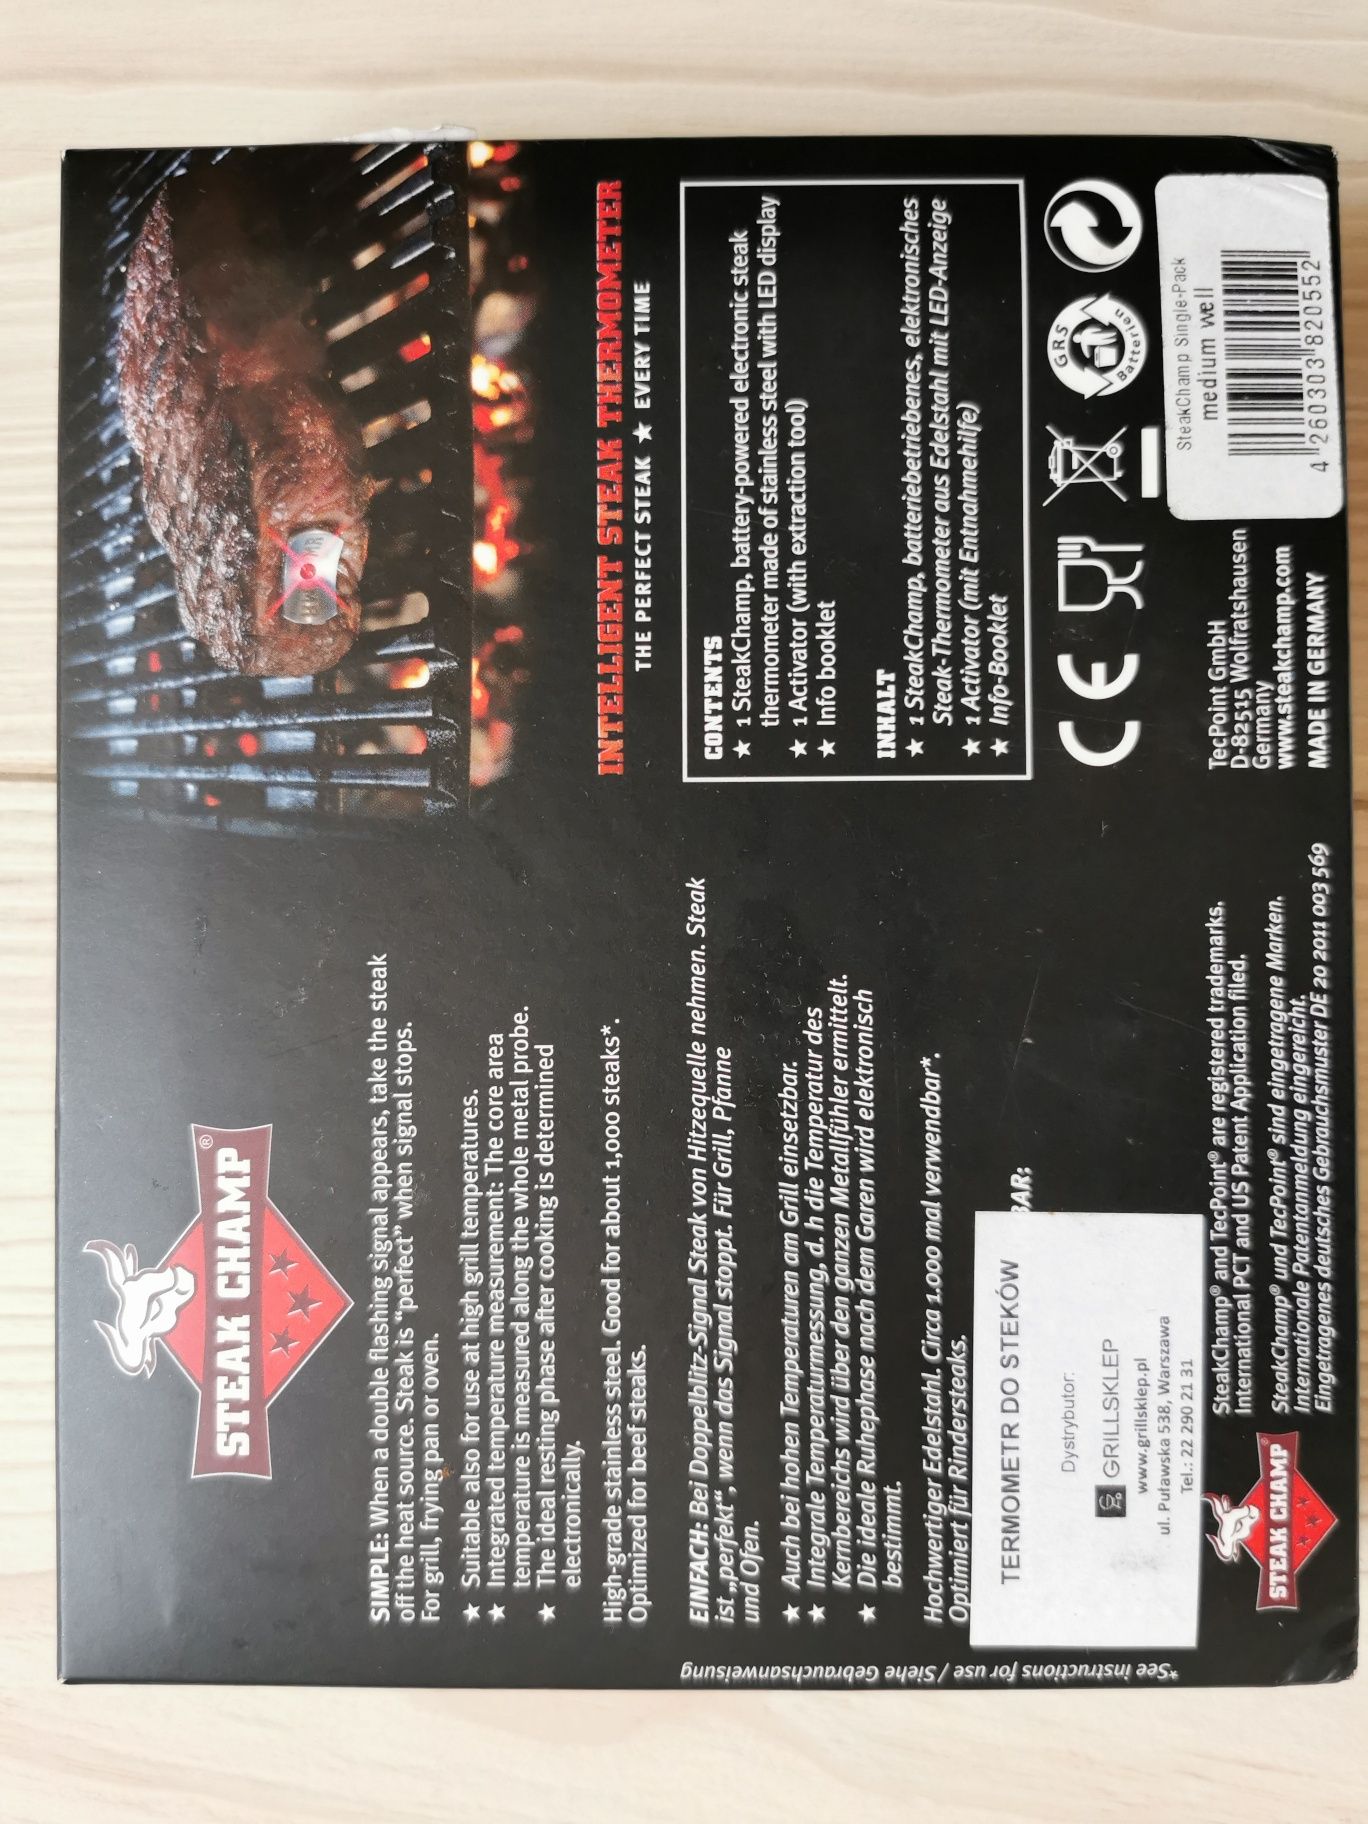 STEAK CHAMP®
SIMPLE: When a double flashing signal appears, take the steak
off the heat source. Steak is "perfect" when signal stops.
For grill, frying pan or oven.
★ Suitable also for use at high grill temperatures.
★ Integrated temperature measurement: The core area
temperature is measured along the whole metal probe.
★ The ideal resting phase after cooking is determined
electronically.
High-grade stainless steel. Good for about 1,000 steaks*.
Optimized for beef steaks.
EINFACH: Bei Doppelblitz-Signal Steak von Hitzequelle nehmen. Steak
ist „perfekt“, wenn das Signal stoppt. Für Grill, Pfanne
und Ofen.
★ Auch bei hohen Temperaturen am Grill einsetzbar.
★ Integrale Temperaturmessung, d. h die Temperatur des
Kernbereichs wird über den ganzen Metallfühler ermittelt.
★ Die ideale Ruhephase nach dem Garen wird elektronisch
bestimmt.
Hochwertiger Edelstahl. Circa 1.000 mal verwendbar*.
Optimiert für Rindersteaks.
BAR:
TERMOMETR DO STEKÓW
Dystrybutor:
GRILLSKLEP
www.grillsklep.pl
ul. Puławska 538, Warszawa
Tel.: 22 290 21 31
*See instructions for use / Siehe Gebrauchsanweisung
STEAK CHAMP®
SteakChamp® and TecPoint® are registered trademarks.
International PCT and US Patent Application filed.
SteakChamp® und TecPoint® sind eingetragene Marken.
Internationale Patentanmeldung eingereicht.
Eingetragenes deutsches Gebrauchsmuster DE 20 2011 003 569
INTELLIGENT STEAK THERMOMETER
THE PERFECT STEAK ★ EVERY TIME
CONTENTS
★ 1 SteakChamp, battery-powered electronic steak
thermometer made of stainless steel with LED display
★ 1 Activator (with extraction tool)
★ Info booklet
INHALT
★ 1 SteakChamp, batteriebetriebenes, elektronisches
Steak-Thermometer aus Edelstahl mit LED-Anzeige
★ 1 Activator (mit Entnahmehilfe)
★ Info-Booklet
CE
GRS
Batterien
TecPoint GmbH
D-82515 Wolfratshausen
Germany
www.steakchamp.com
MADE IN GERMANY
SteakChamp Single-Pack
medium well
4 260303 820552